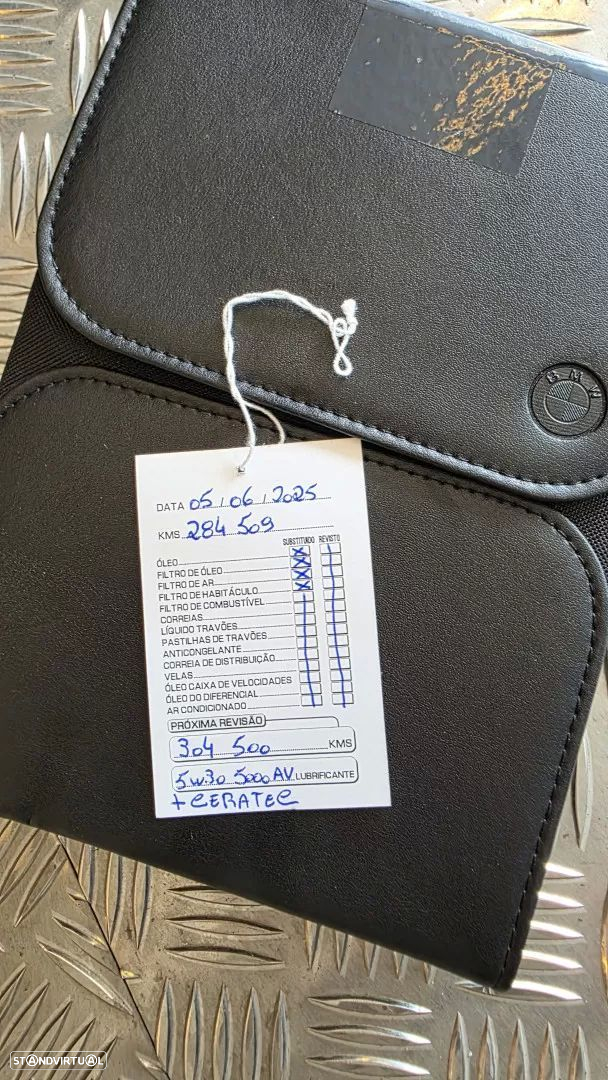 BMW
DATA 05 / 06 / 2025
KMS 284 509
SUBSTITUIDO REVISTO
ÓLEO
FILTRO DE ÓLEO
FILTRO DE AR
FILTRO DE HABITÁCULO
FILTRO DE COMBUSTÍVEL
CORREIAS
LÍQUIDO TRAVÕES
PASTILHAS DE TRAVÕES
ANTICONGELANTE
CORREIA DE DISTRIBUIÇÃO
VELAS
ÓLEO CAIXA DE VELOCIDADES
ÓLEO DO DIFERENCIAL
AR CONDICIONADO
PRÓXIMA REVISÃO
304 500 KMS
5W30 5000 AV LUBRIFICANTE
+ CERATEC
STANDVIRTUAL